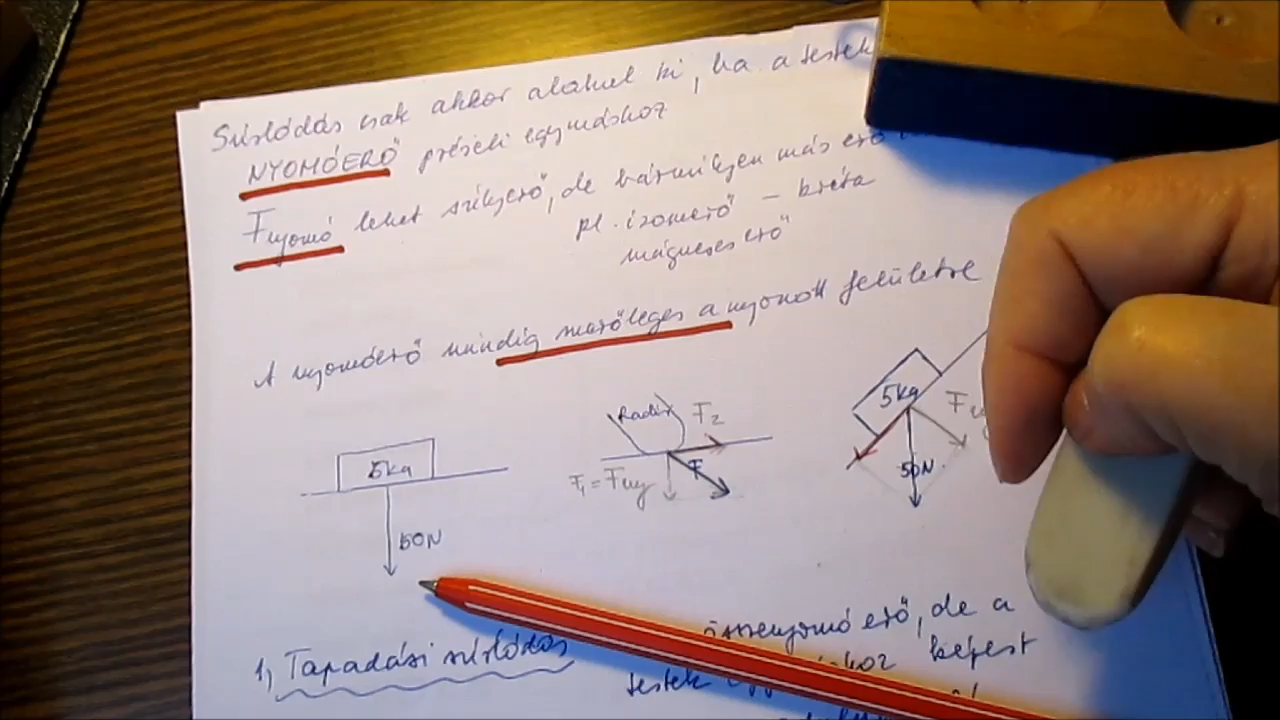 Súrlódás csak akkor alakul ki, ha a testek
NYOMÓERŐ préseli egymáshoz
Fnyomó lehet súlyerő, de bármilyen más erő
pl. izomerő – kréta
mágneses erő
A nyomóerő mindig merőleges a nyomott felületre
5kg
50N
Radír
F2
F1 = Fny
F
5kg
50N
1, Tapadási súrlódás
összenyomó erő, de a
testek
képest